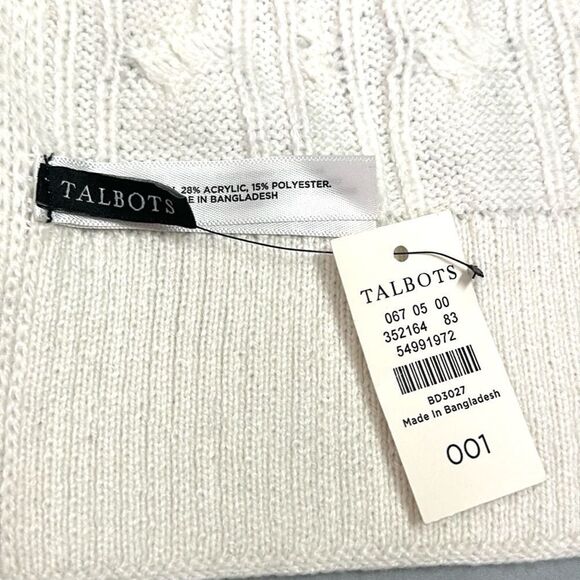 TALBOTS
28% ACRYLIC, 15% POLYESTER.
IN BANGLADESH
TALBOTS
067 05 00
352164 83
54991972
BD3027
Made In Bangladesh
001